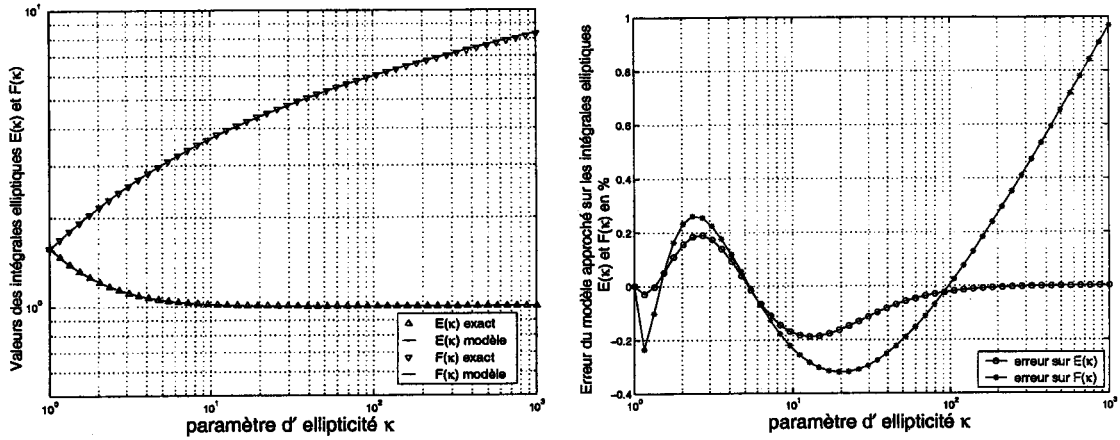 Valeurs des intégrales elliptiques E(κ) et F(κ)
10¹
10⁰
10⁰
10¹
10²
10³
E(κ) exact
E(κ) modèle
F(κ) exact
F(κ) modèle
paramètre d' ellipticité κ
Erreur du modèle approché sur les intégrales elliptiques
E(κ) et F(κ) en %
1
0.8
0.6
0.4
0.2
0
-0.2
-0.4
10⁰
10¹
10²
10³
erreur sur E(κ)
erreur sur F(κ)
paramètre d' ellipticité κ